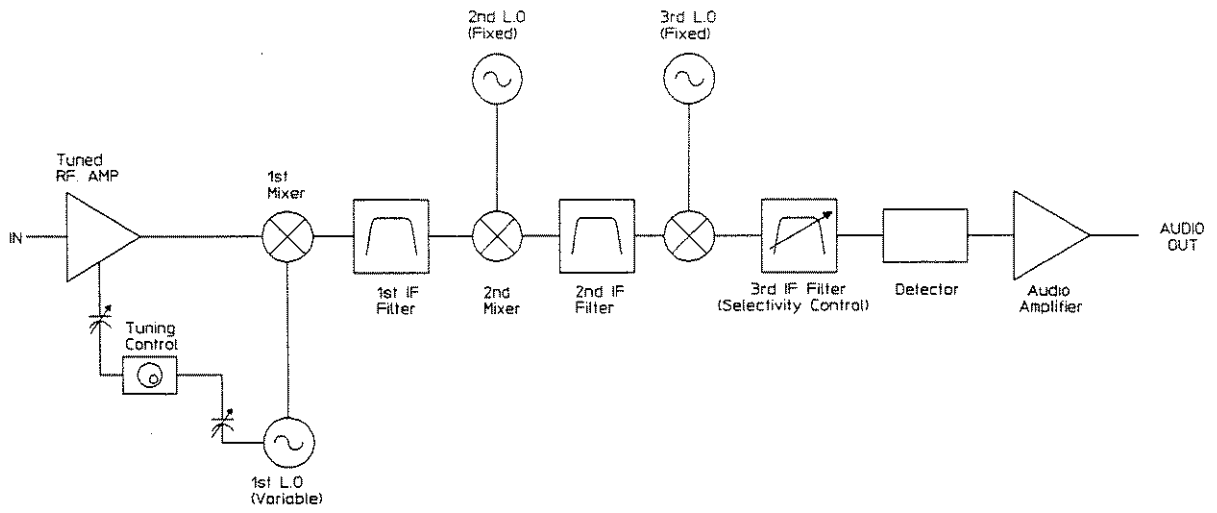 2nd L.O
(Fixed)
3rd L.O
(Fixed)
Tuned
RF. AMP
1st
Mixer
IN
AUDIO
OUT
1st IF
Filter
2nd
Mixer
2nd IF
Filter
3rd IF Filter
(Selectivity Control)
Detector
Audio
Amplifier
Tuning
Control
1st L.O
(Variable)